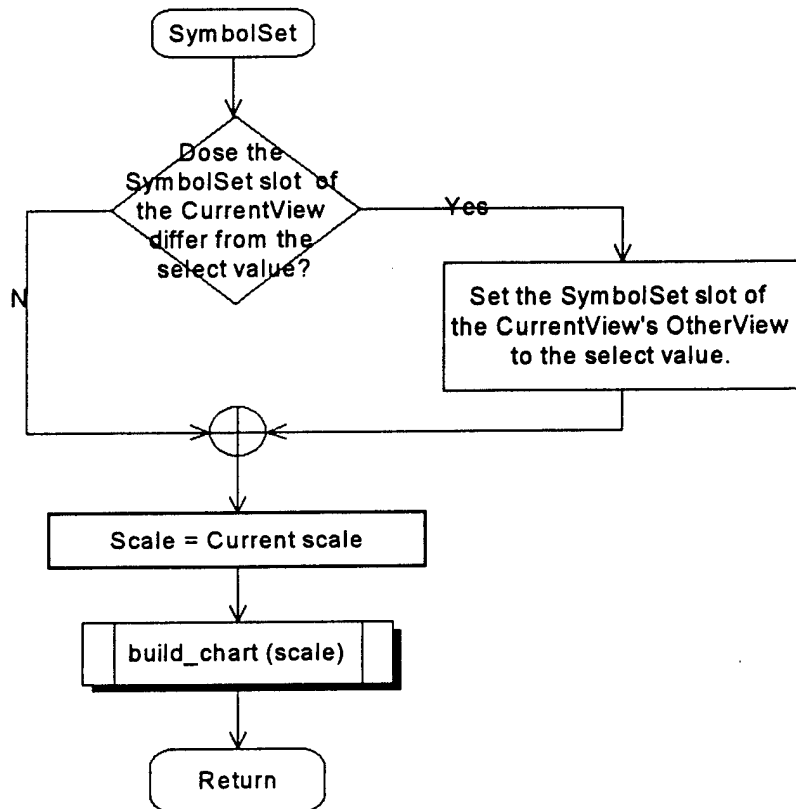 SymbolSet
Dose the
SymbolSet slot of
the CurrentView
differ from the
select value?
Yes
N
Set the SymbolSet slot of
the CurrentView's OtherView
to the select value.
Scale = Current scale
build_chart (scale)
Return